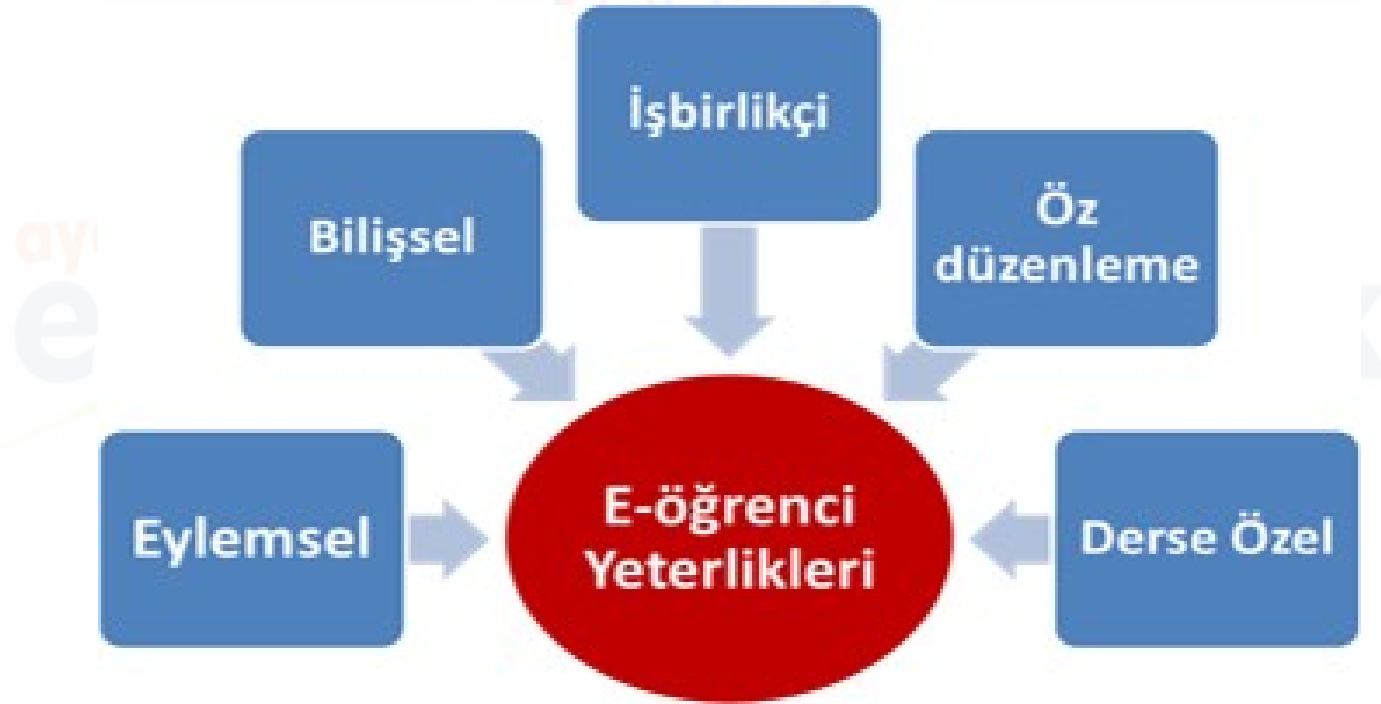 İşbirlikçi
Bilişsel
Öz
düzenleme
Eylemsel
E-öğrenci
Yeterlikleri
Derse Özel